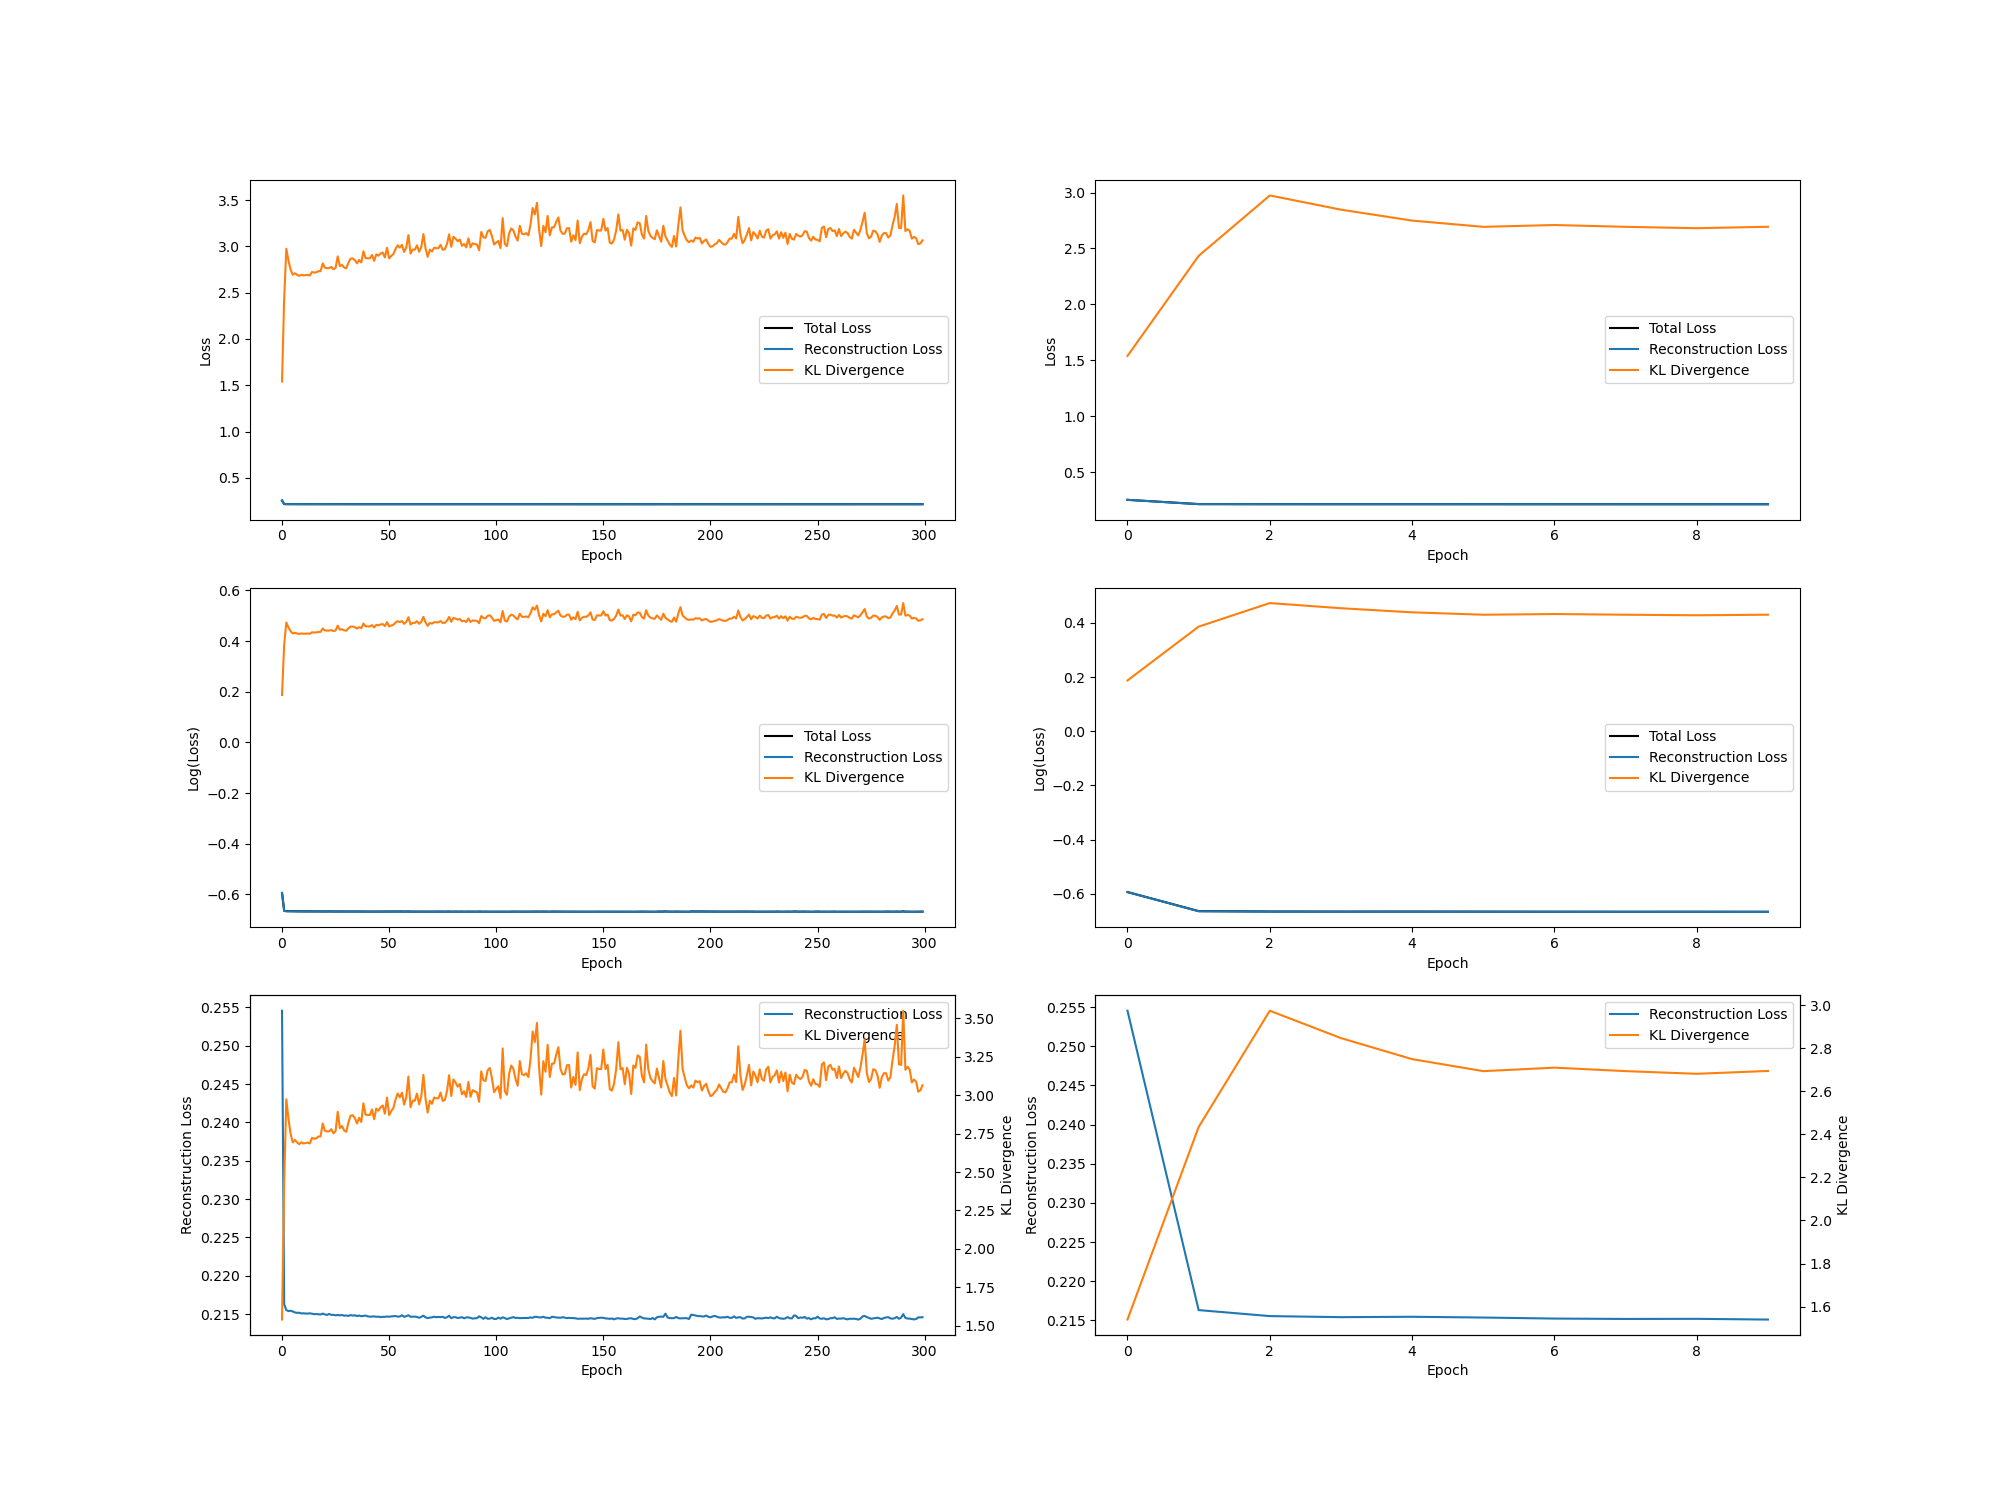 3.5
3.0
2.5
2.0
1.5
1.0
0.5
Loss
Total Loss
Reconstruction Loss
KL Divergence
0 50 100 150 200 250 300
Epoch
3.0
2.5
2.0
1.5
1.0
0.5
Loss
Total Loss
Reconstruction Loss
KL Divergence
0 2 4 6 8
Epoch
0.6
0.4
0.2
0.0
−0.2
−0.4
−0.6
Log(Loss)
Total Loss
Reconstruction Loss
KL Divergence
0 50 100 150 200 250 300
Epoch
0.4
0.2
0.0
−0.2
−0.4
−0.6
Log(Loss)
Total Loss
Reconstruction Loss
KL Divergence
0 2 4 6 8
Epoch
0.255
0.250
0.245
0.240
0.235
0.230
0.225
0.220
0.215
Reconstruction Loss
Reconstruction Loss
KL Divergence
3.50
3.25
3.00
2.75
2.50
2.25
2.00
1.75
1.50
KL Divergence
0 50 100 150 200 250 300
Epoch
0.255
0.250
0.245
0.240
0.235
0.230
0.225
0.220
0.215
Reconstruction Loss
Reconstruction Loss
KL Divergence
3.0
2.8
2.6
2.4
2.2
2.0
1.8
1.6
KL Divergence
0 2 4 6 8
Epoch